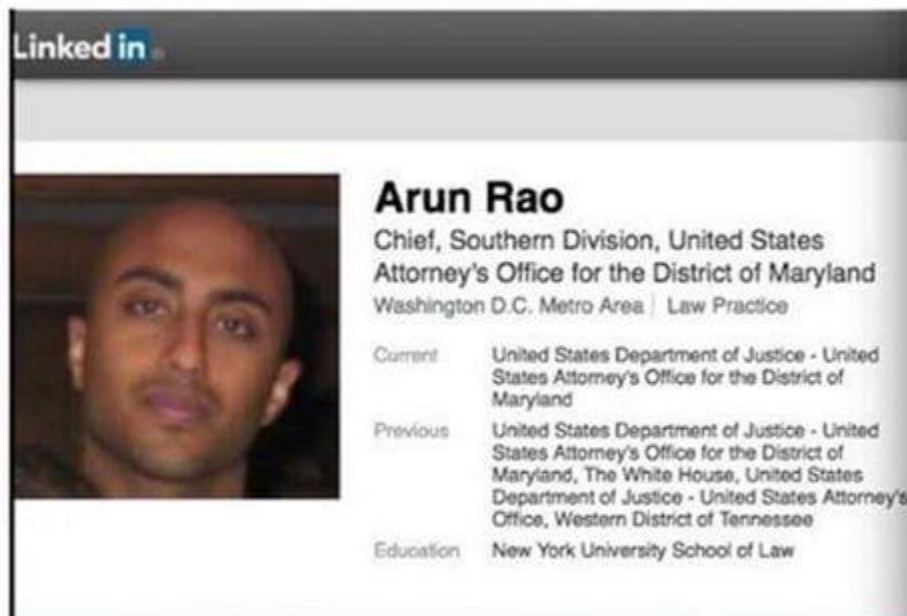 Linked in
Arun Rao
Chief, Southern Division, United States
Attorney's Office for the District of Maryland
Washington D.C. Metro Area | Law Practice
Current United States Department of Justice - United
States Attorney's Office for the District of
Maryland
Previous United States Department of Justice - United
States Attorney's Office for the District of
Maryland, The White House, United States
Department of Justice - United States Attorney's
Office, Western District of Tennessee
Education New York University School of Law